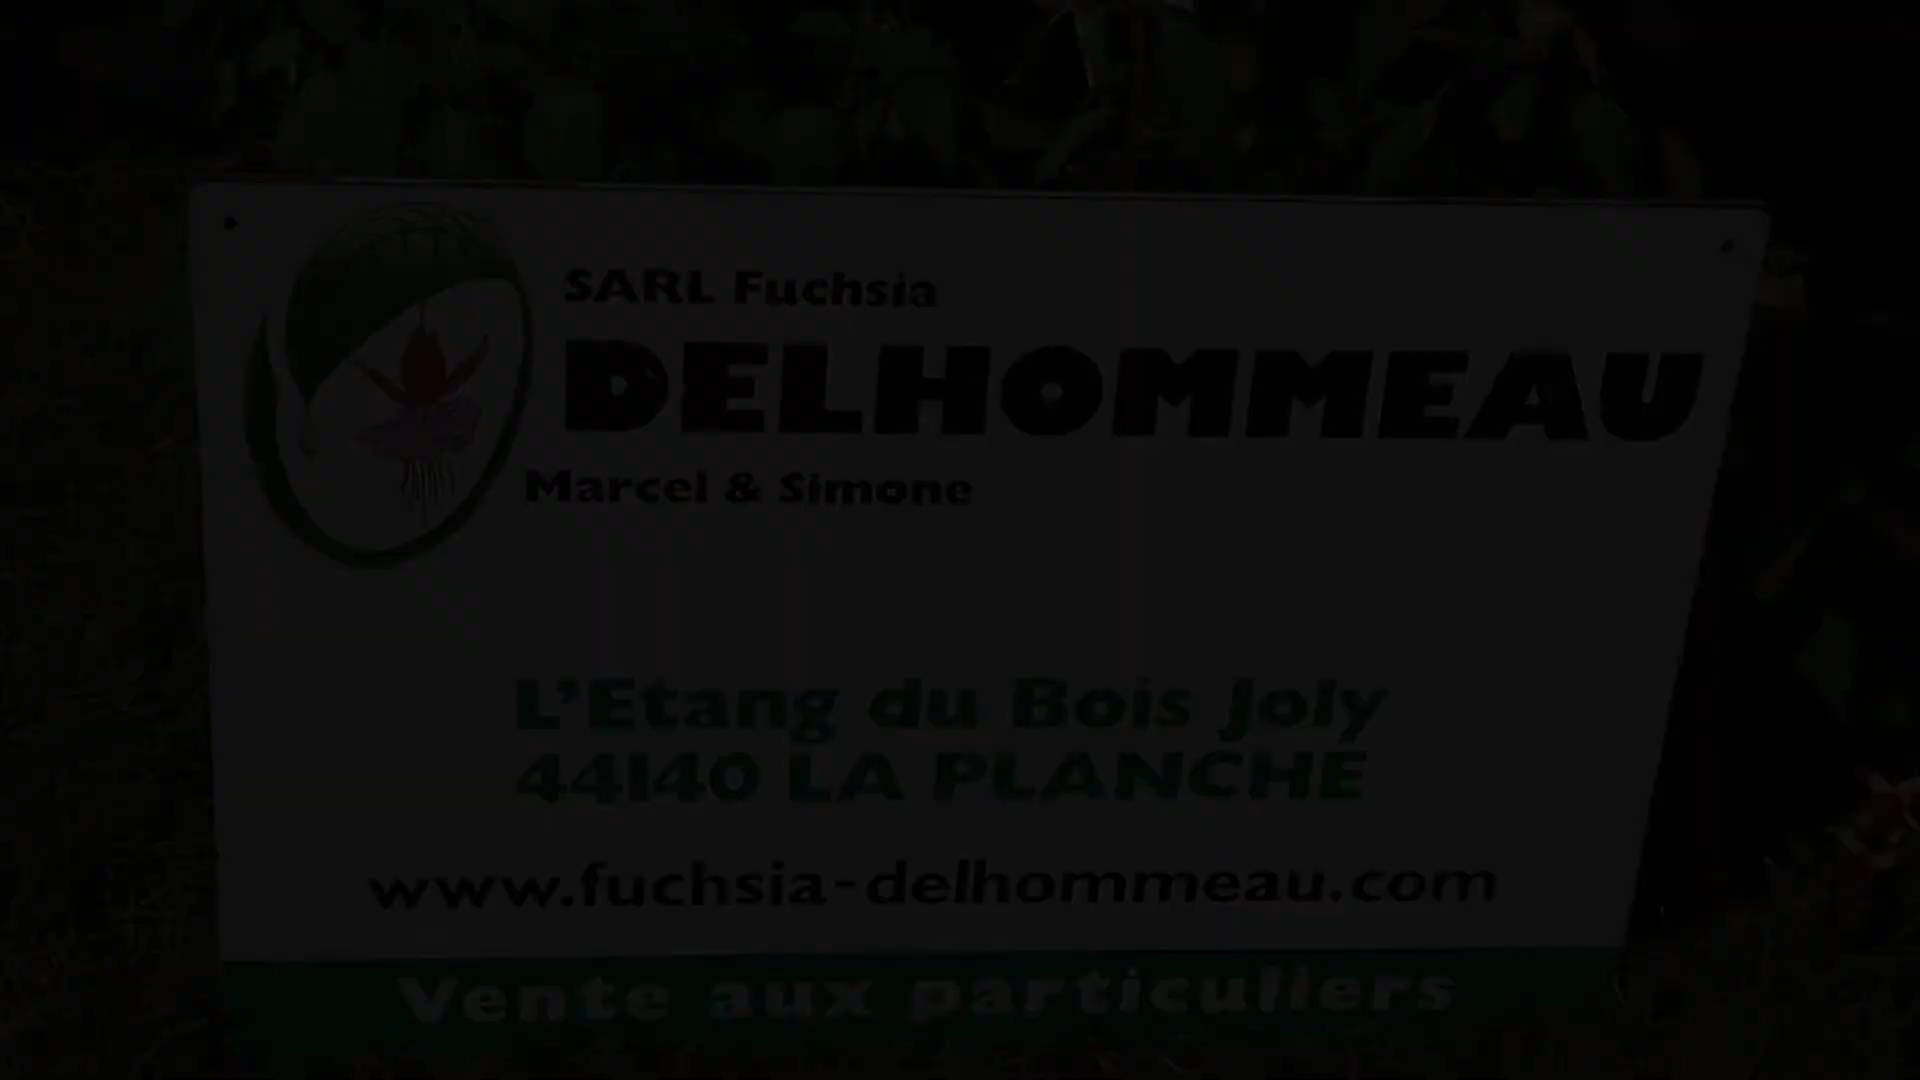 SARL Fuchsia
DELHOMMEAU
Marcel & Simone
L'Etang du Bois Joly
44140 LA PLANCHE
www.fuchsia-delhommeau.com
Vente aux particuliers